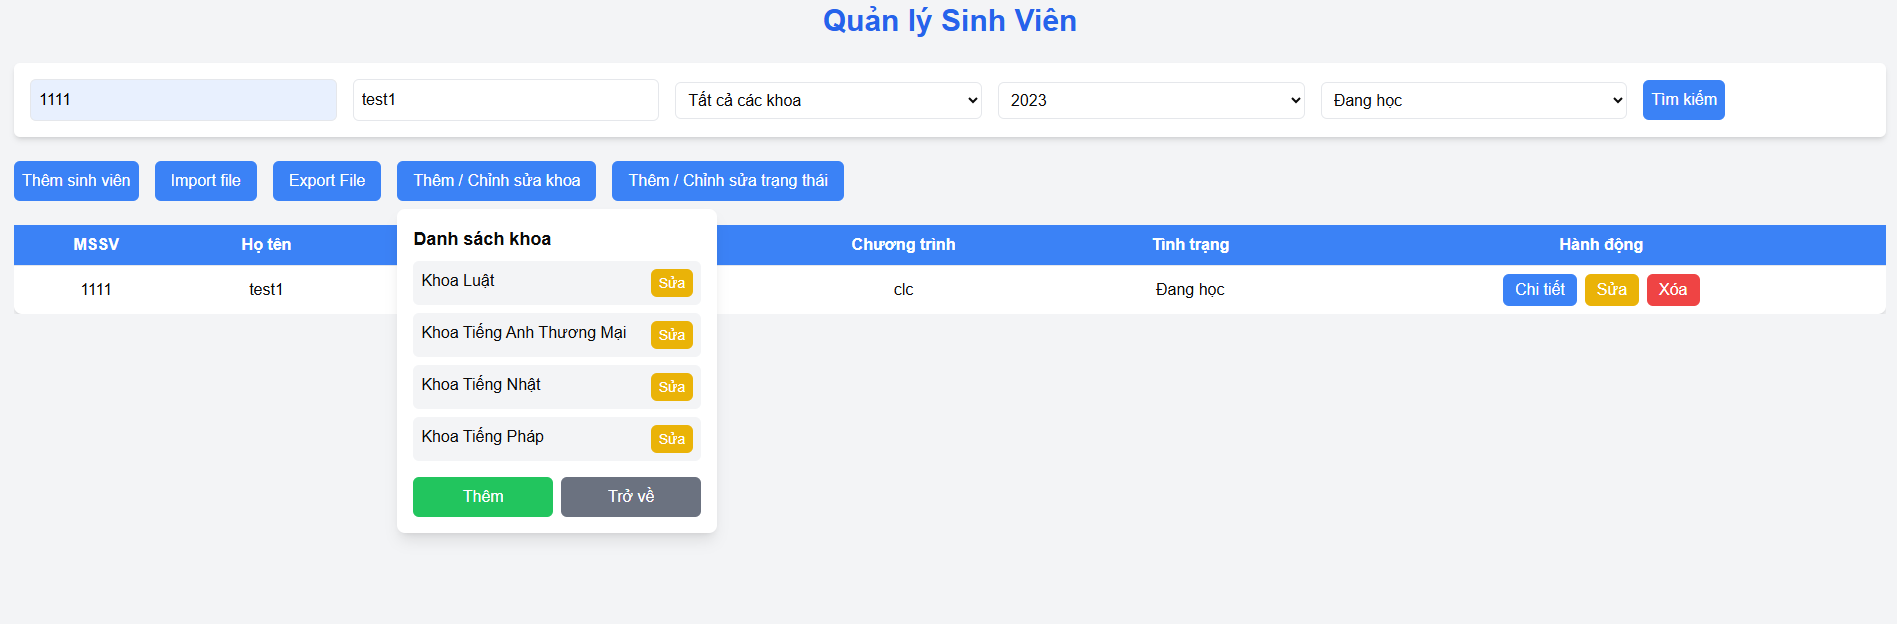 Quản lý Sinh Viên
1111 test1 Tất cả các khoa 2023 Đang học Tìm kiếm
Thêm sinh viên Import file Export File Thêm / Chỉnh sửa khoa Thêm / Chỉnh sửa trạng thái
MSSV Họ tên Chương trình Tình trạng Hành động
1111 test1 clc Đang học Chi tiết Sửa Xóa
Danh sách khoa
Khoa Luật Sửa
Khoa Tiếng Anh Thương Mại Sửa
Khoa Tiếng Nhật Sửa
Khoa Tiếng Pháp Sửa
Thêm Trở về